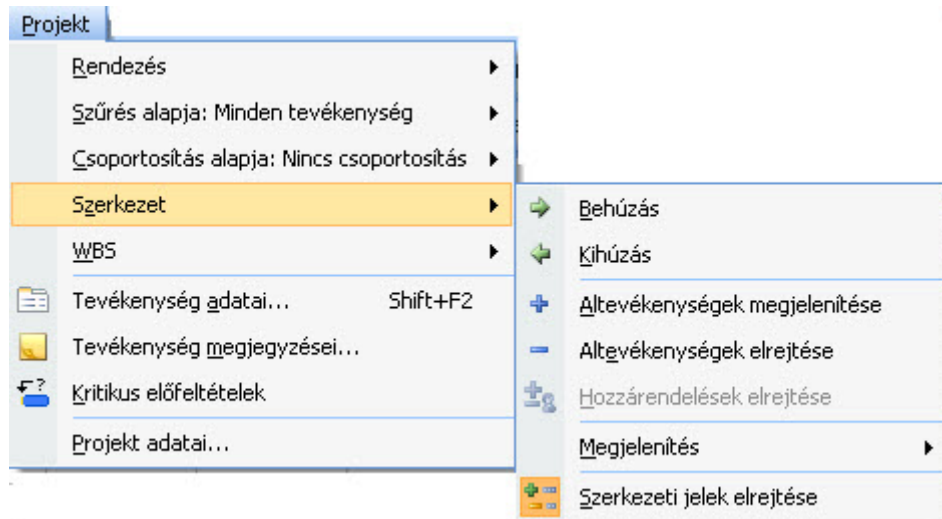 Projekt
Rendezés
Szűrés alapja: Minden tevékenység
Csoportosítás alapja: Nincs csoportosítás
Szerkezet
WBS
Tevékenység adatai... Shift+F2
Tevékenység megjegyzései...
Kritikus előfeltételek
Projekt adatai...
Behúzás
Kihúzás
Altevékenységek megjelenítése
Altevékenységek elrejtése
Hozzárendelések elrejtése
Megjelenítés
Szerkezeti jelek elrejtése